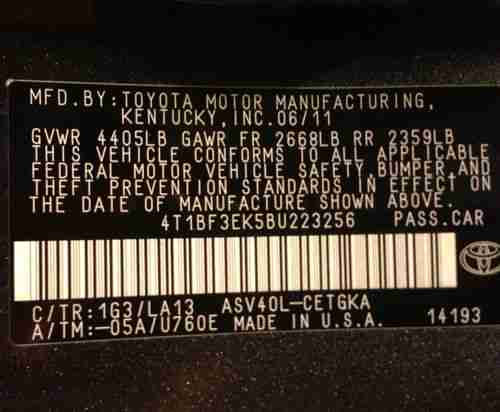 MFD.BY:TOYOTA MOTOR MANUFACTURING,
KENTUCKY,INC.06/11
GVWR 4405LB GAWR FR 2668LB RR 2359LB
THIS VEHICLE CONFORMS TO ALL APPLICABLE
FEDERAL MOTOR VEHICLE SAFETY,BUMPER,AND
THEFT PREVENTION STANDARDS IN EFFECT ON
THE DATE OF MANUFACTURE SHOWN ABOVE.
4T1BF3EK5BU223256 PASS.CAR
C/TR:1G3/LA13 ASV40L-CETGKA
A/TM:-05A/U760E MADE IN U.S.A. 14193